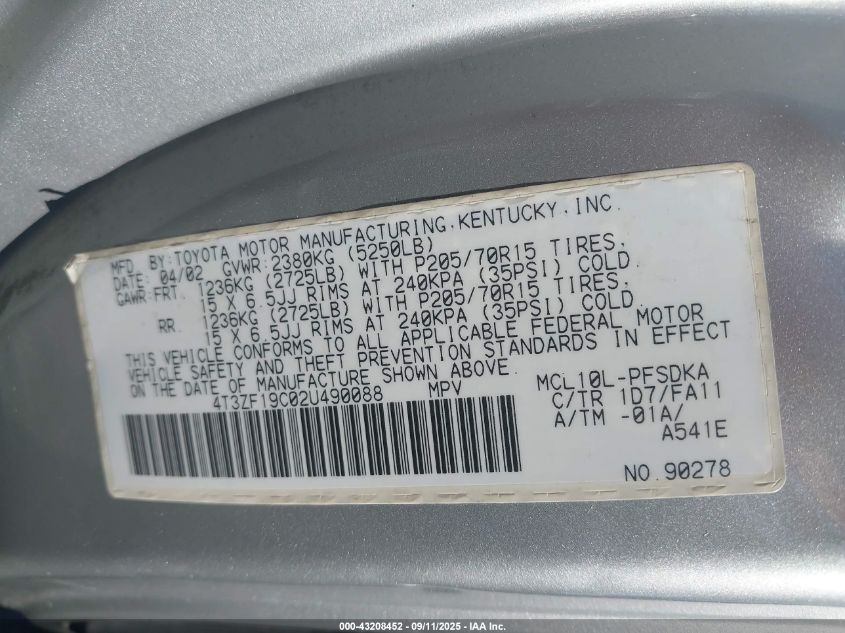 MFD. BY: TOYOTA MOTOR MANUFACTURING, KENTUCKY, INC.
DATE: 04/02 GVWR: 2380KG (5250LB)
GAWR: FRT. 1236KG (2725LB) WITH P205/70R15 TIRES,
15 X 6.5JJ RIMS AT 240KPA (35PSI) COLD.
RR. 1236KG (2725LB) WITH P205/70R15 TIRES,
15 X 6.5JJ RIMS AT 240KPA (35PSI) COLD.
THIS VEHICLE CONFORMS TO ALL APPLICABLE FEDERAL MOTOR
VEHICLE SAFETY AND THEFT PREVENTION STANDARDS IN EFFECT
ON THE DATE OF MANUFACTURE SHOWN ABOVE.
4T3ZF19C02U490088 MPV
MCL10L-PFSDKA
C/TR 1D7/FA11
A/TM -01A/
A541E
NO. 90278
000-43208452 - 09/11/2025 - IAA Inc.